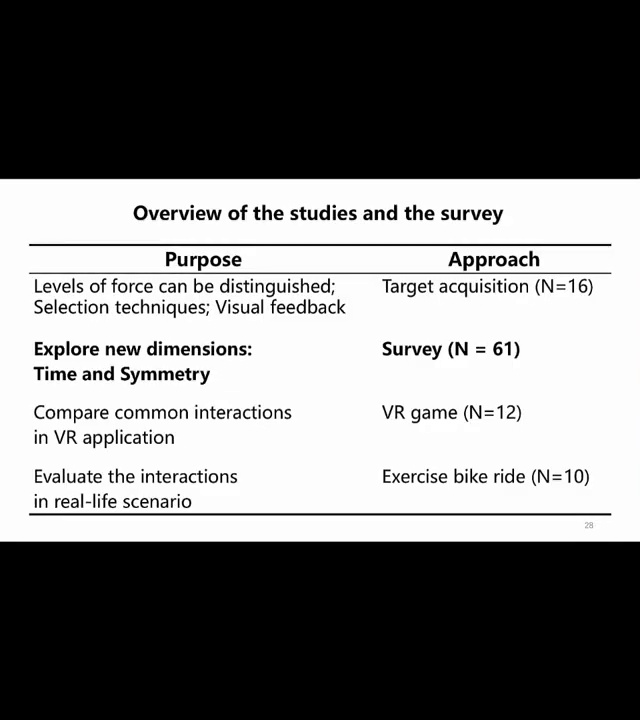 Overview of the studies and the survey
Purpose Approach
Levels of force can be distinguished; Target acquisition (N=16)
Selection techniques; Visual feedback
Explore new dimensions: Survey (N = 61)
Time and Symmetry
Compare common interactions VR game (N=12)
in VR application
Evaluate the interactions Exercise bike ride (N=10)
in real-life scenario
28